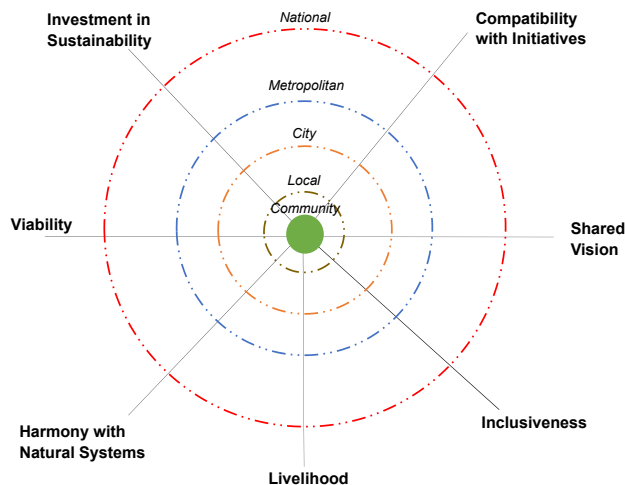 Investment in
Sustainability
National
Compatibility
with Initiatives
Metropolitan
City
Local
Community
Viability
Shared
Vision
Harmony with
Natural Systems
Inclusiveness
Livelihood